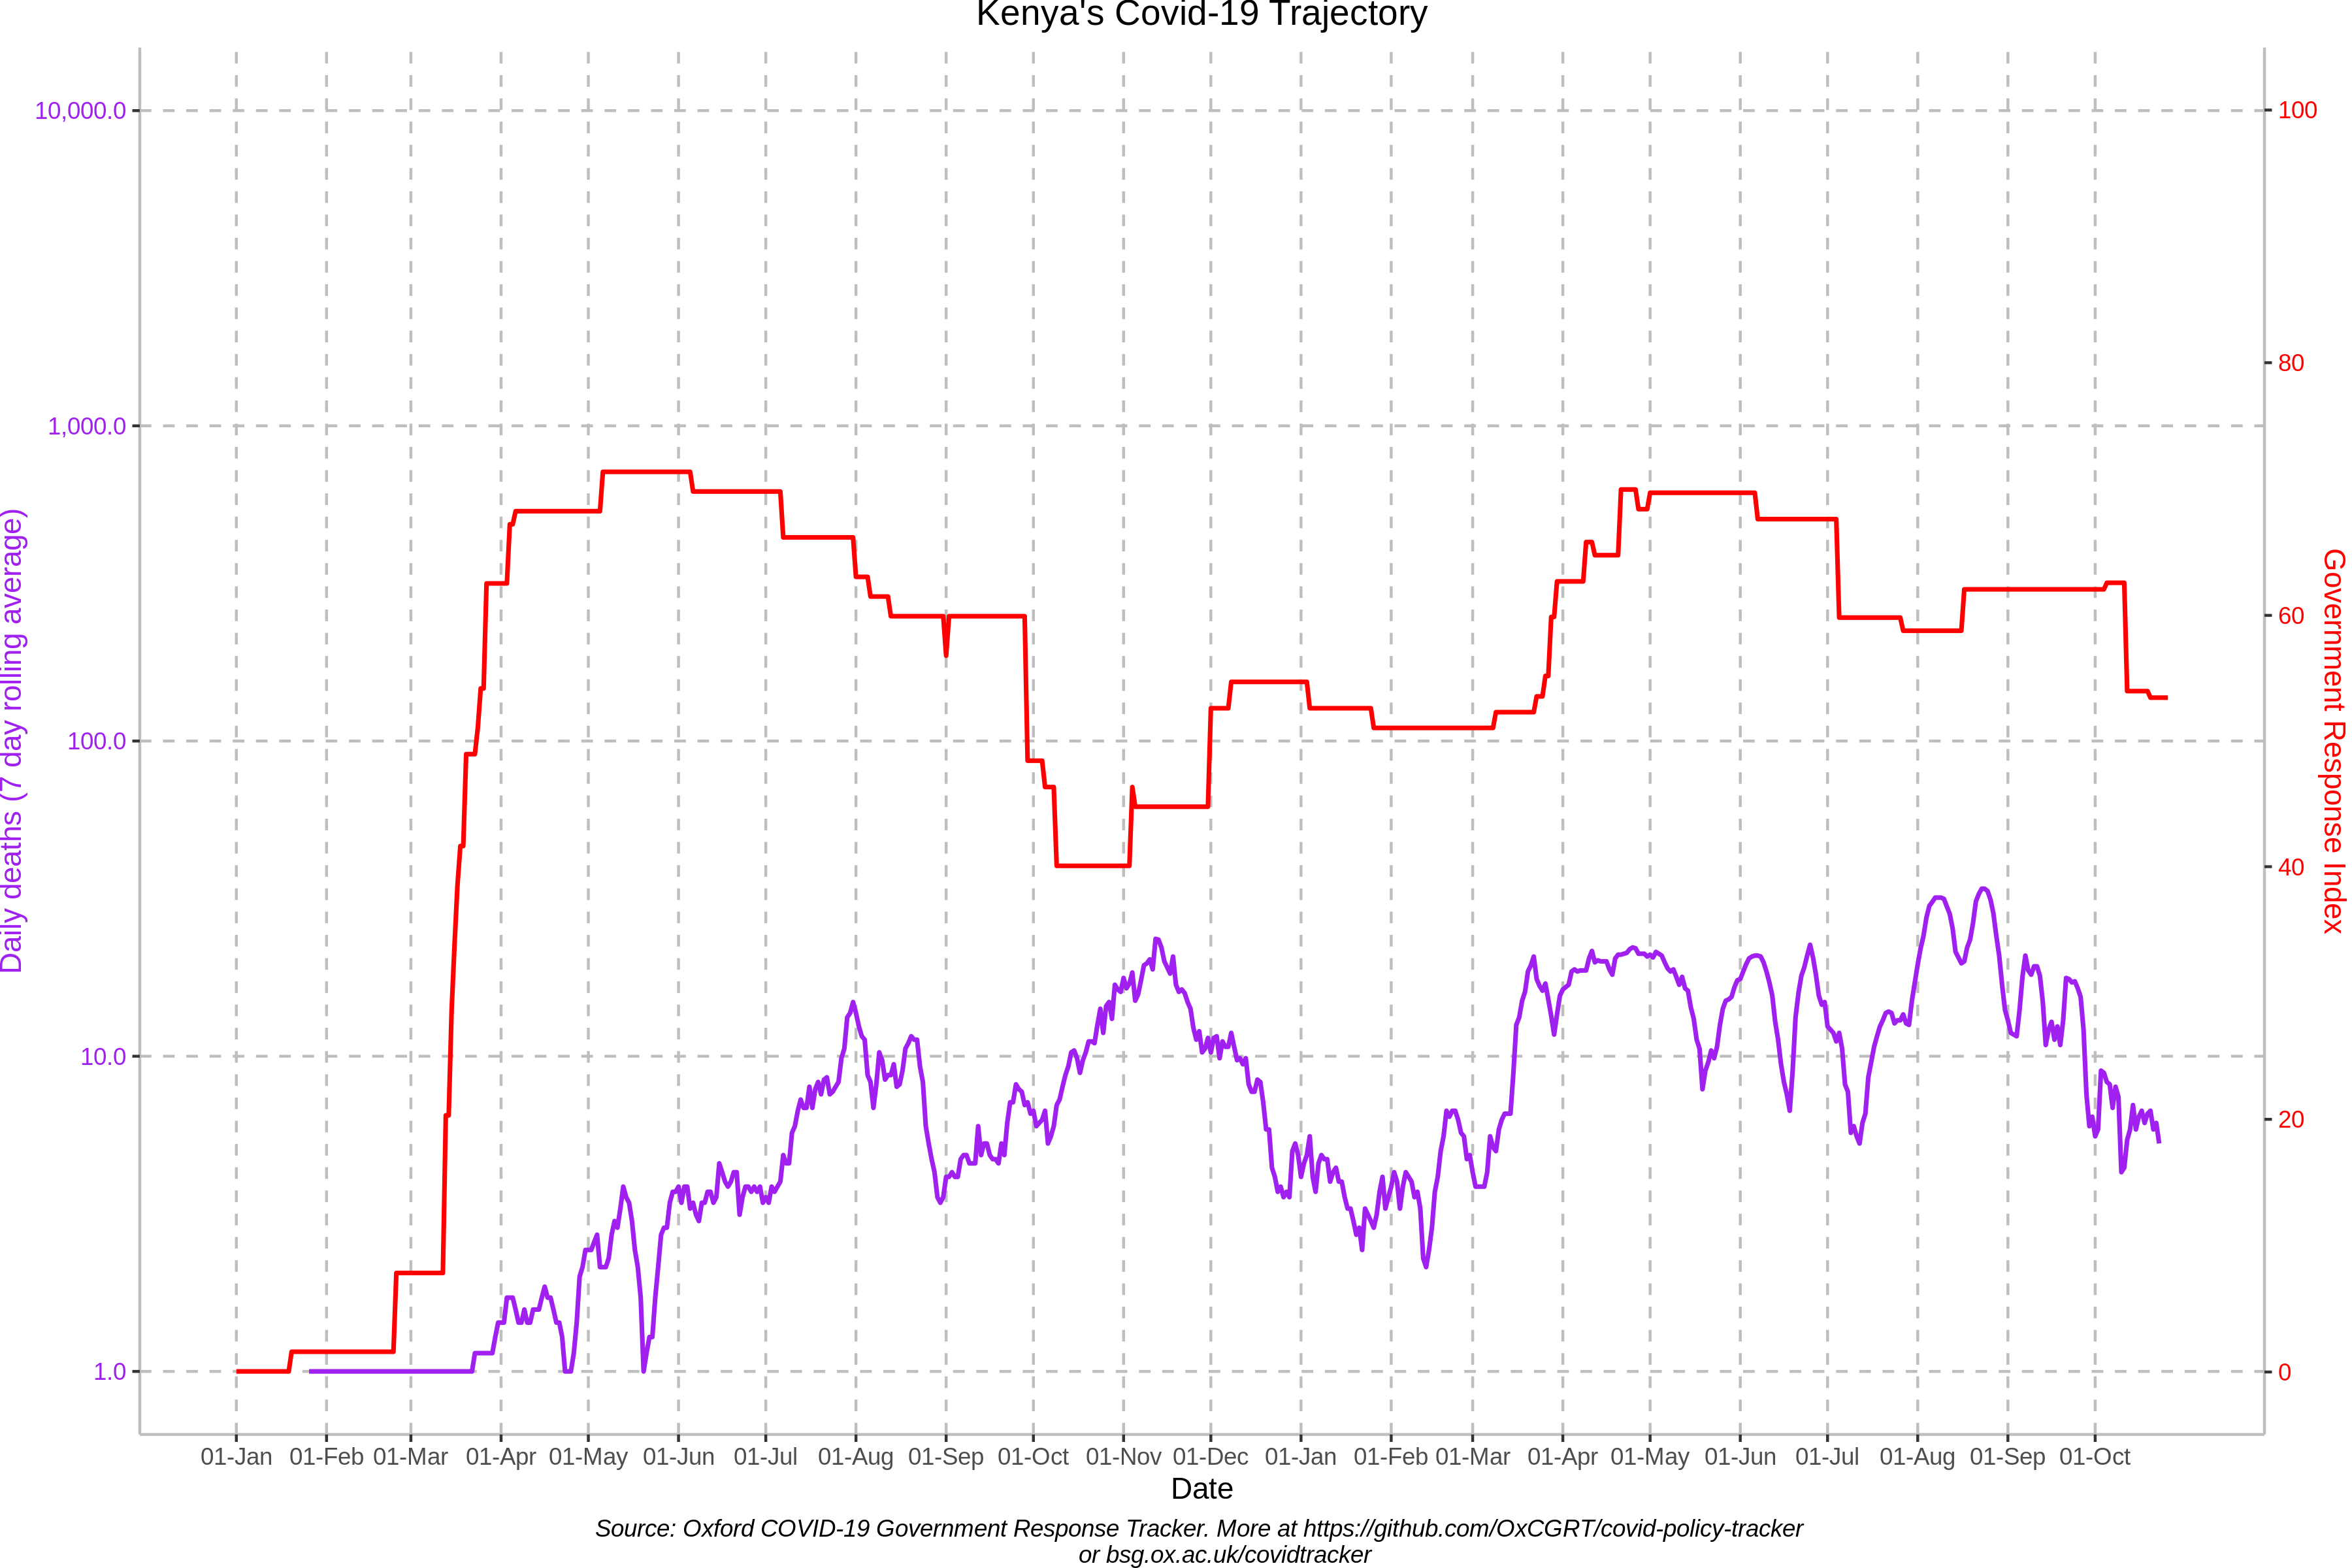 Kenya's Covid-19 Trajectory
10,000.0
1,000.0
100.0
10.0
1.0
Daily deaths (7 day rolling average)
100
80
60
40
20
0
Government Response Index
01-Jan 01-Feb 01-Mar 01-Apr 01-May 01-Jun 01-Jul 01-Aug 01-Sep 01-Oct 01-Nov 01-Dec 01-Jan 01-Feb 01-Mar 01-Apr 01-May 01-Jun 01-Jul 01-Aug 01-Sep 01-Oct
Date
Source: Oxford COVID-19 Government Response Tracker. More at https://github.com/OxCGRT/covid-policy-tracker
or bsg.ox.ac.uk/covidtracker